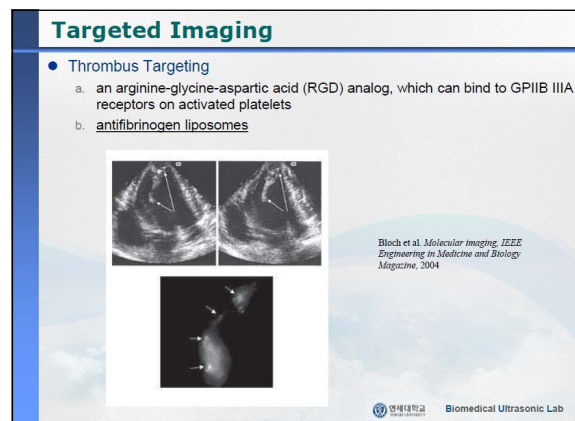 Targeted Imaging
Thrombus Targeting
a. an arginine-glycine-aspartic acid (RGD) analog, which can bind to GPIIB IIIA
receptors on activated platelets
b. antifibrinogen liposomes
Bloch et al. Molecular imaging, IEEE
Engineering in Medicine and Biology
Magazine, 2004
연세대학교
YONSEI UNIVERSITY
Biomedical Ultrasonic Lab